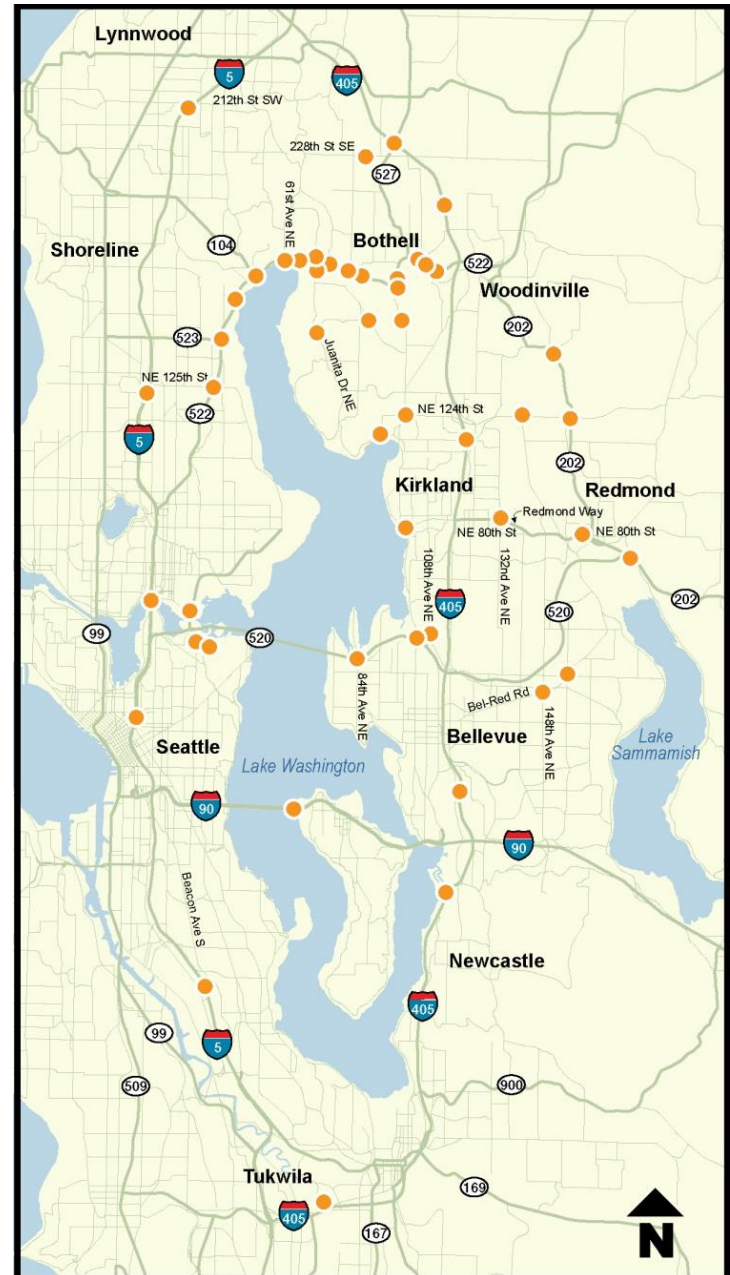 Lynnwood
5
405
212th St SW
228th St SE
527
61st Ave NE
Bothell
Shoreline
104
522
Woodinville
202
523
Juanita Dr NE
NE 125th St
522
NE 124th St
5
202
Kirkland
Redmond
Redmond Way
NE 80th St
NE 80th St
108th Ave NE
132nd Ave NE
405
520
202
99
520
84th Ave NE
Bel-Red Rd
148th Ave NE
Bellevue
Lake
Sammamish
Seattle
Lake Washington
90
90
Beacon Ave S
Newcastle
405
99
5
509
900
Tukwila
169
405
167
N